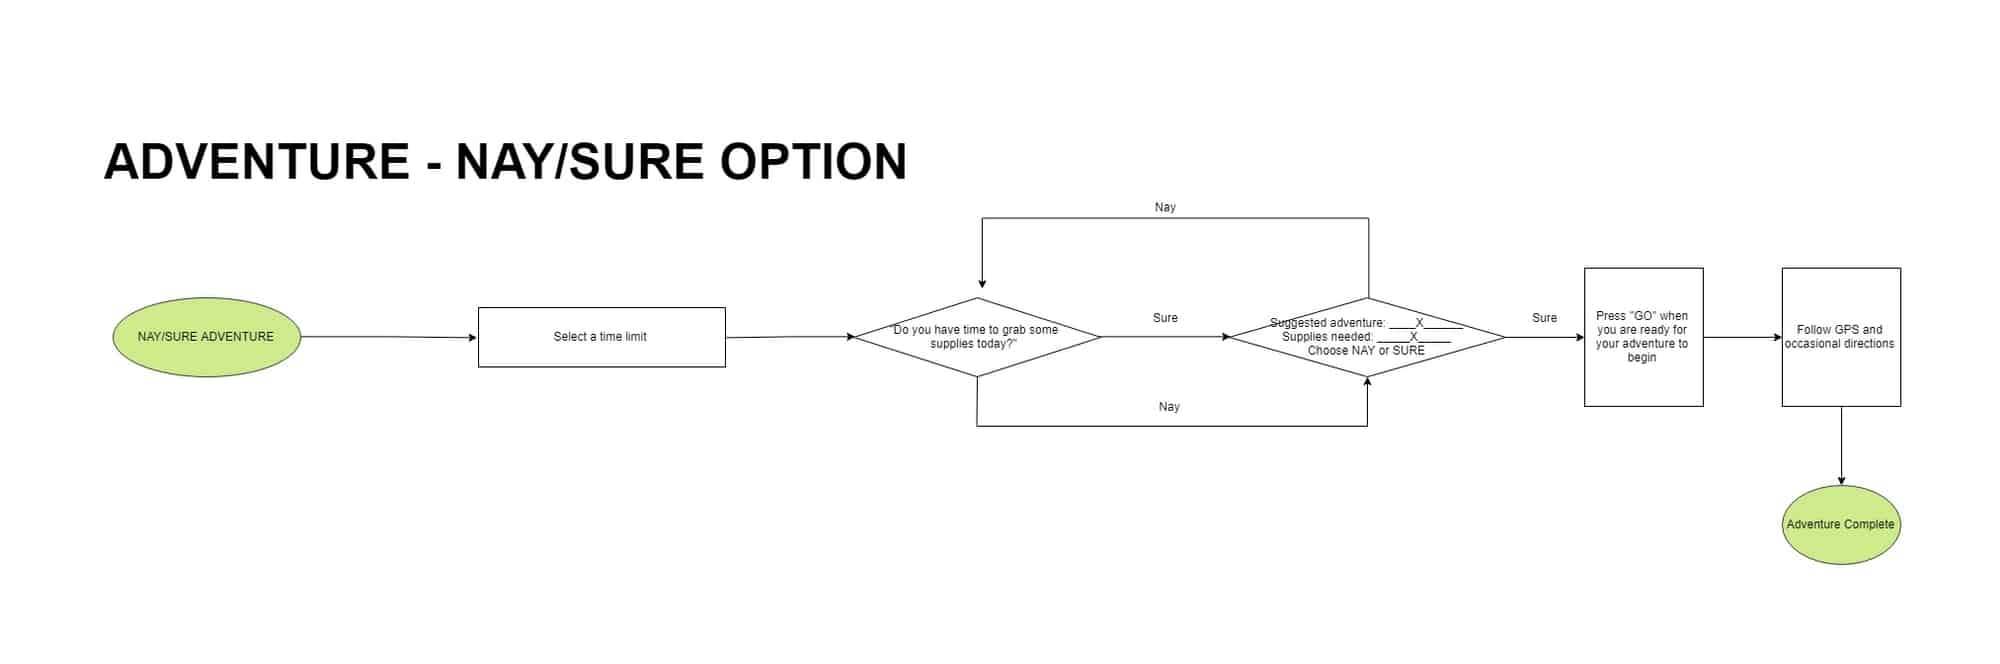 ADVENTURE - NAY/SURE OPTION
Nay
NAY/SURE ADVENTURE
Select a time limit
"Do you have time to grab some
supplies today?"
Sure
Suggested adventure: ____X______
Supplies needed: _____X_____
Choose NAY or SURE
Sure
Press "GO" when
you are ready for
your adventure to
begin
Follow GPS and
occasional directions
Nay
Adventure Complete